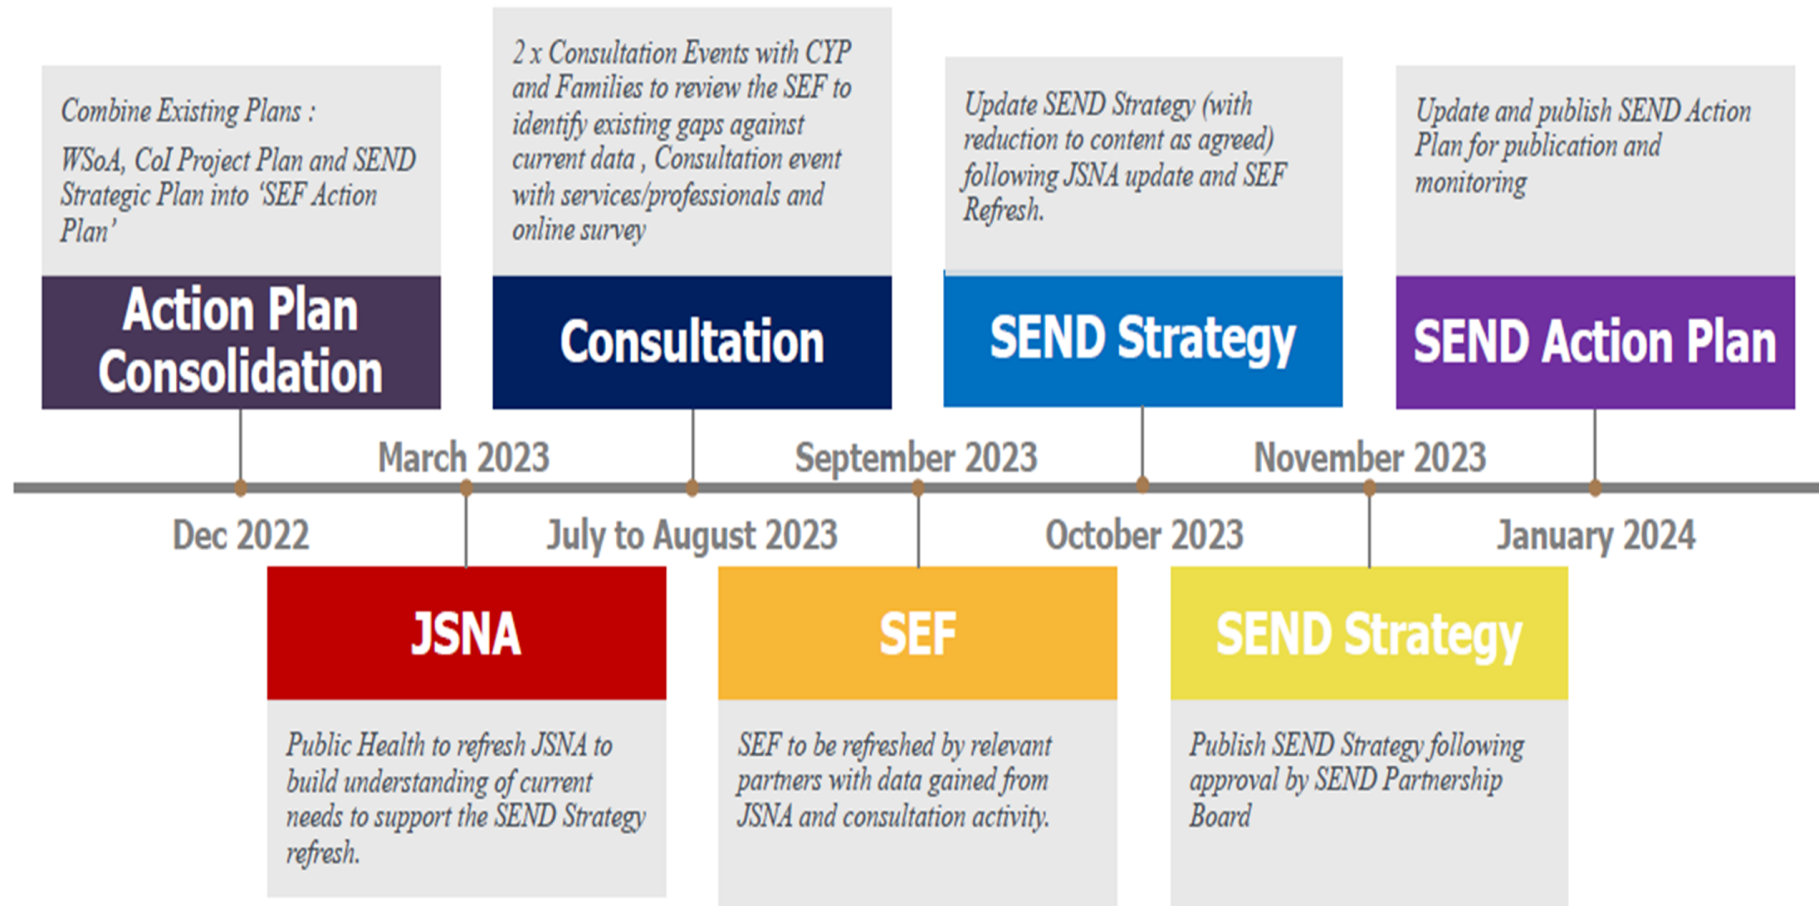 Combine Existing Plans :
WSoA, CoI Project Plan and SEND
Strategic Plan into ‘SEF Action
Plan’
Action Plan
Consolidation
Dec 2022
March 2023
JSNA
Public Health to refresh JSNA to
build understanding of current
needs to support the SEND Strategy
refresh.
2 x Consultation Events with CYP
and Families to review the SEF to
identify existing gaps against
current data , Consultation event
with services/professionals and
online survey
Consultation
July to August 2023
September 2023
SEF
SEF to be refreshed by relevant
partners with data gained from
JSNA and consultation activity.
Update SEND Strategy (with
reduction to content as agreed)
following JSNA update and SEF
Refresh.
SEND Strategy
October 2023
November 2023
SEND Strategy
Publish SEND Strategy following
approval by SEND Partnership
Board
Update and publish SEND Action
Plan for publication and
monitoring
SEND Action Plan
January 2024